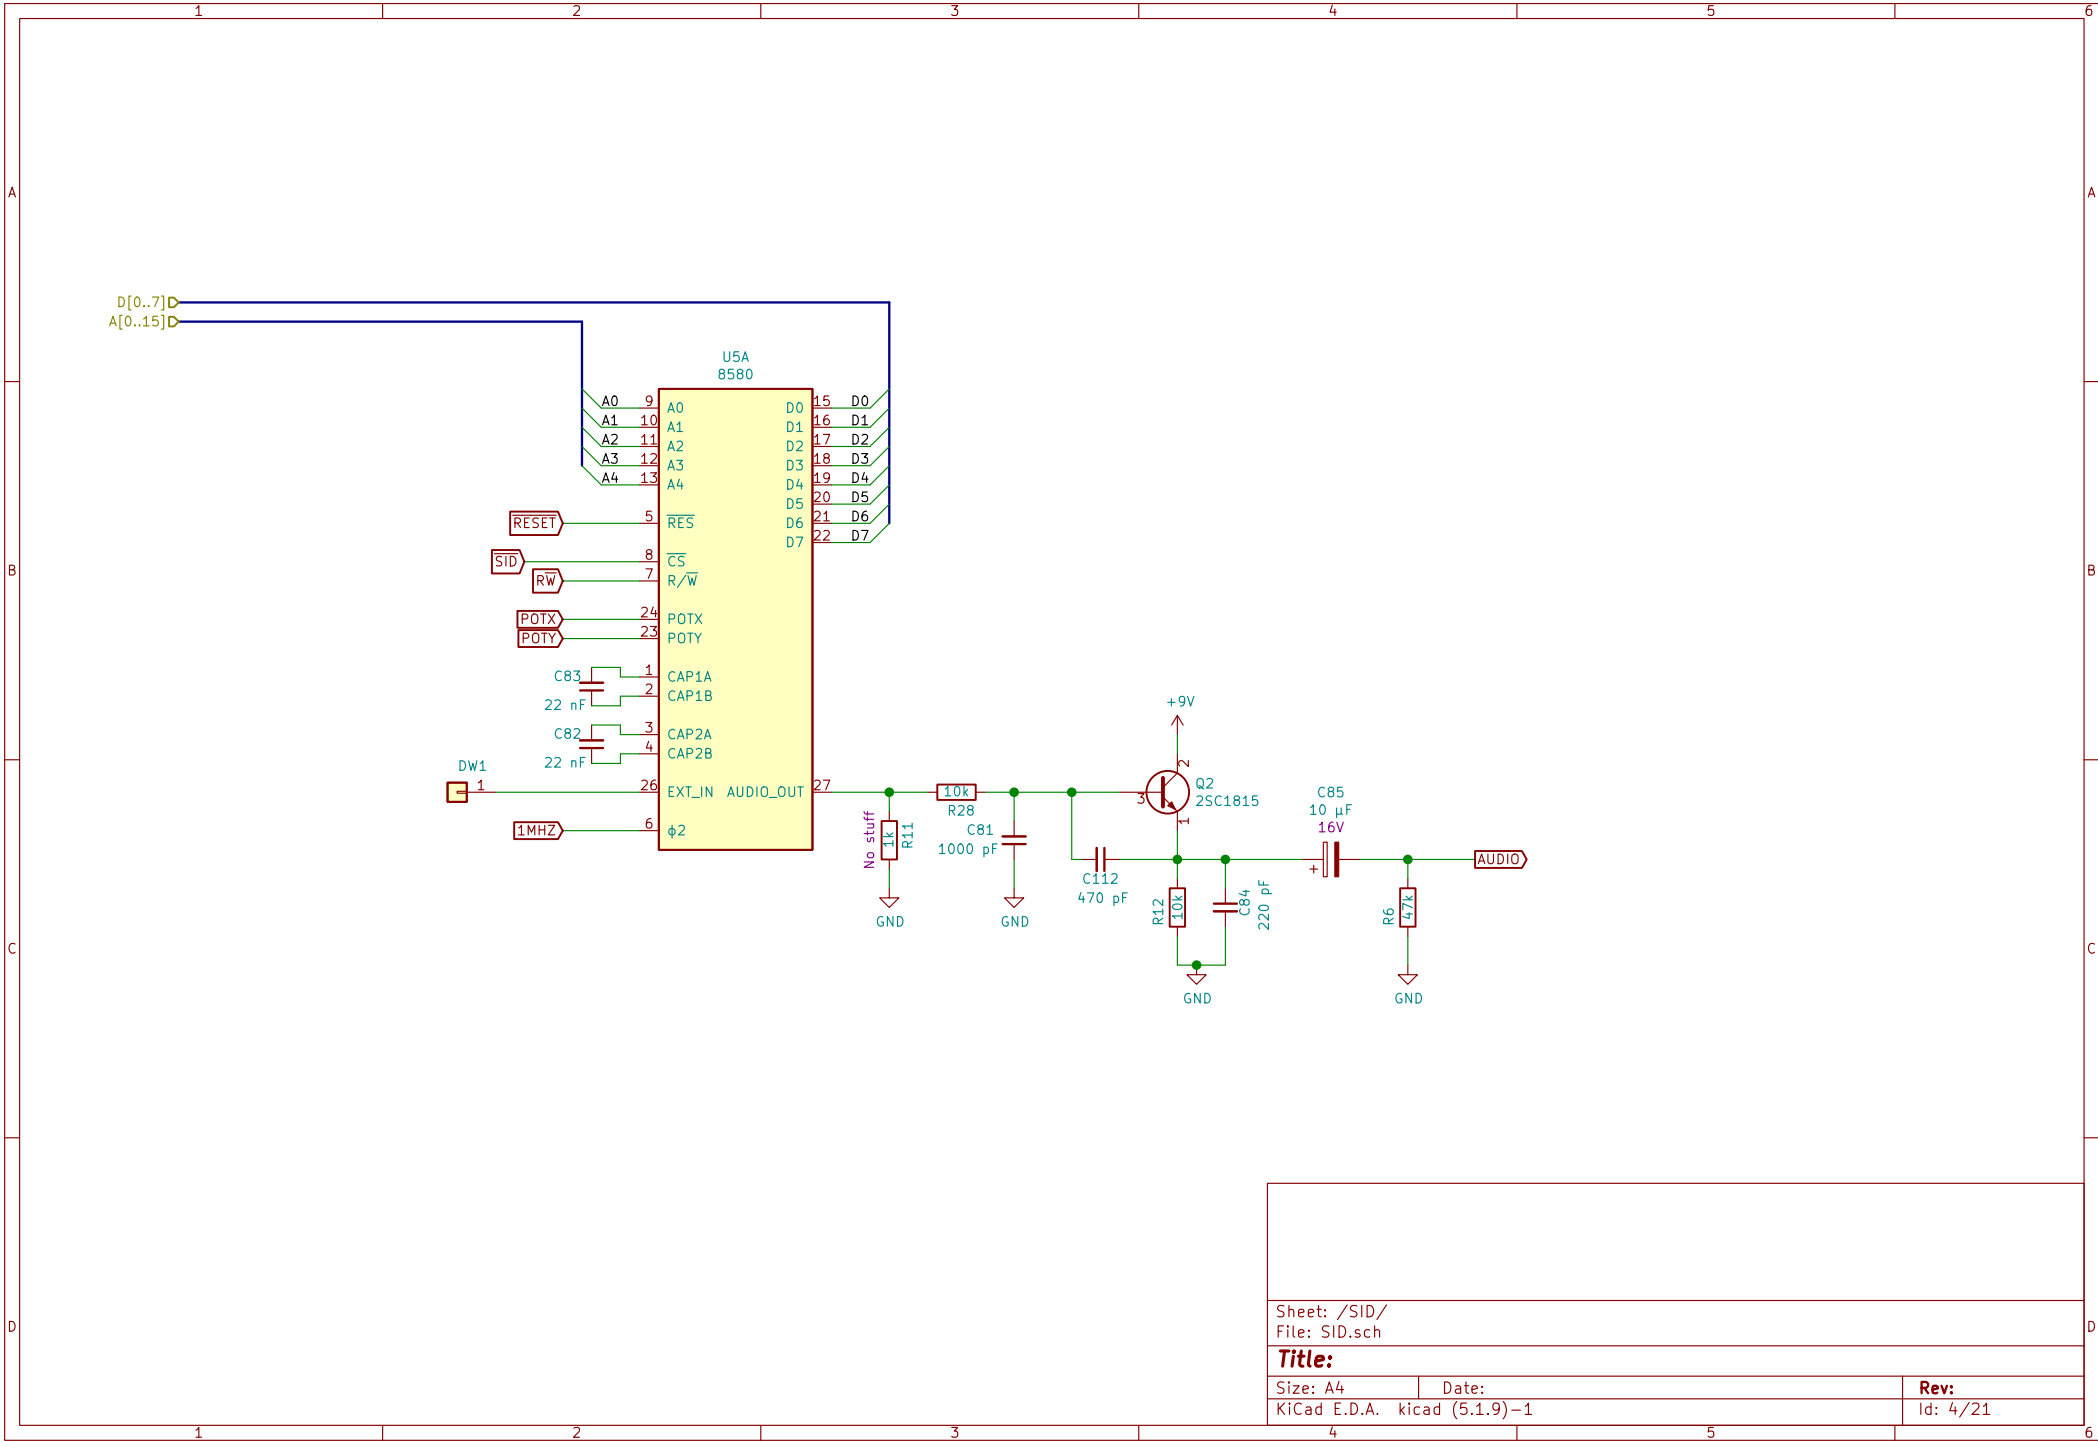 1 2 3 4 5 6
A A
D[0..7]
A[0..15]
U5A
8580
A0 9 A0 D0 15 D0
A1 10 A1 D1 16 D1
A2 11 A2 D2 17 D2
A3 12 A3 D3 18 D3
A4 13 A4 D4 19 D4
D5 20 D5
RESET 5 RES D6 21 D6
D7 22 D7
SID 8 CS
B B
RW 7 R/W
POTX 24 POTX
POTY 23 POTY
C83 1 CAP1A
22 nF 2 CAP1B
C82 3 CAP2A
22 nF 4 CAP2B
DW1
1 26 EXT_IN AUDIO_OUT 27
1MHZ 6 ϕ2
No stuff
1k
R11
GND
10k
R28
C81
1000 pF
GND
C112
470 pF
+9V
2
3
1
Q2
2SC1815
R12
10k
C84
220 pF
GND
C85
10 µF
16V
+
AUDIO
R6
47k
GND
C C
D D
Sheet: /SID/
File: SID.sch
Title:
Size: A4 Date: Rev:
KiCad E.D.A. kicad (5.1.9)-1 Id: 4/21
1 2 3 4 5 6